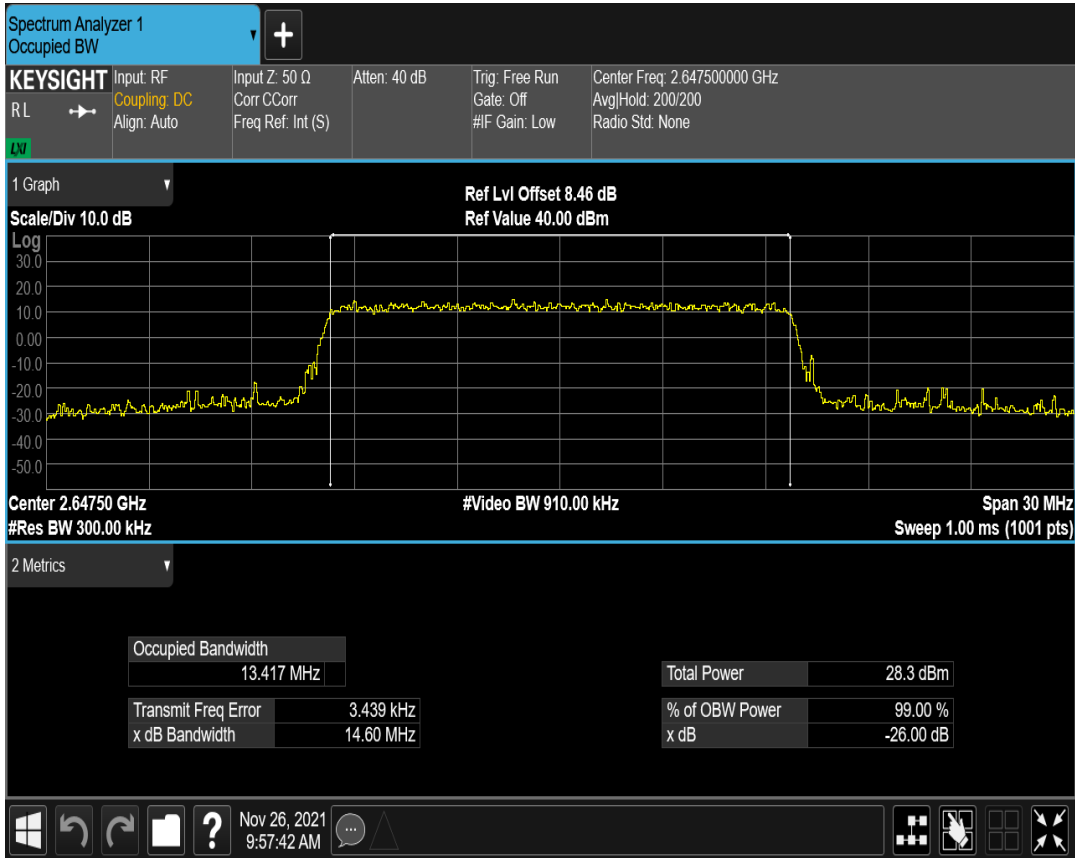 Spectrum Analyzer 1
Occupied BW
+
KEYSIGHT
R L
LXI
Input: RF
Coupling: DC
Align: Auto
Input Z: 50 Ω
Corr CCorr
Freq Ref: Int (S)
Atten: 40 dB
Trig: Free Run
Gate: Off
#IF Gain: Low
Center Freq: 2.647500000 GHz
Avg|Hold: 200/200
Radio Std: None
1 Graph
Scale/Div 10.0 dB
Ref Lvl Offset 8.46 dB
Ref Value 40.00 dBm
Log
30.0
20.0
10.0
0.00
-10.0
-20.0
-30.0
-40.0
-50.0
Center 2.64750 GHz
#Video BW 910.00 kHz
Span 30 MHz
#Res BW 300.00 kHz
Sweep 1.00 ms (1001 pts)
2 Metrics
Occupied Bandwidth
13.417 MHz
Transmit Freq Error 3.439 kHz
x dB Bandwidth 14.60 MHz
Total Power 28.3 dBm
% of OBW Power 99.00 %
x dB -26.00 dB
?
Nov 26, 2021
9:57:42 AM